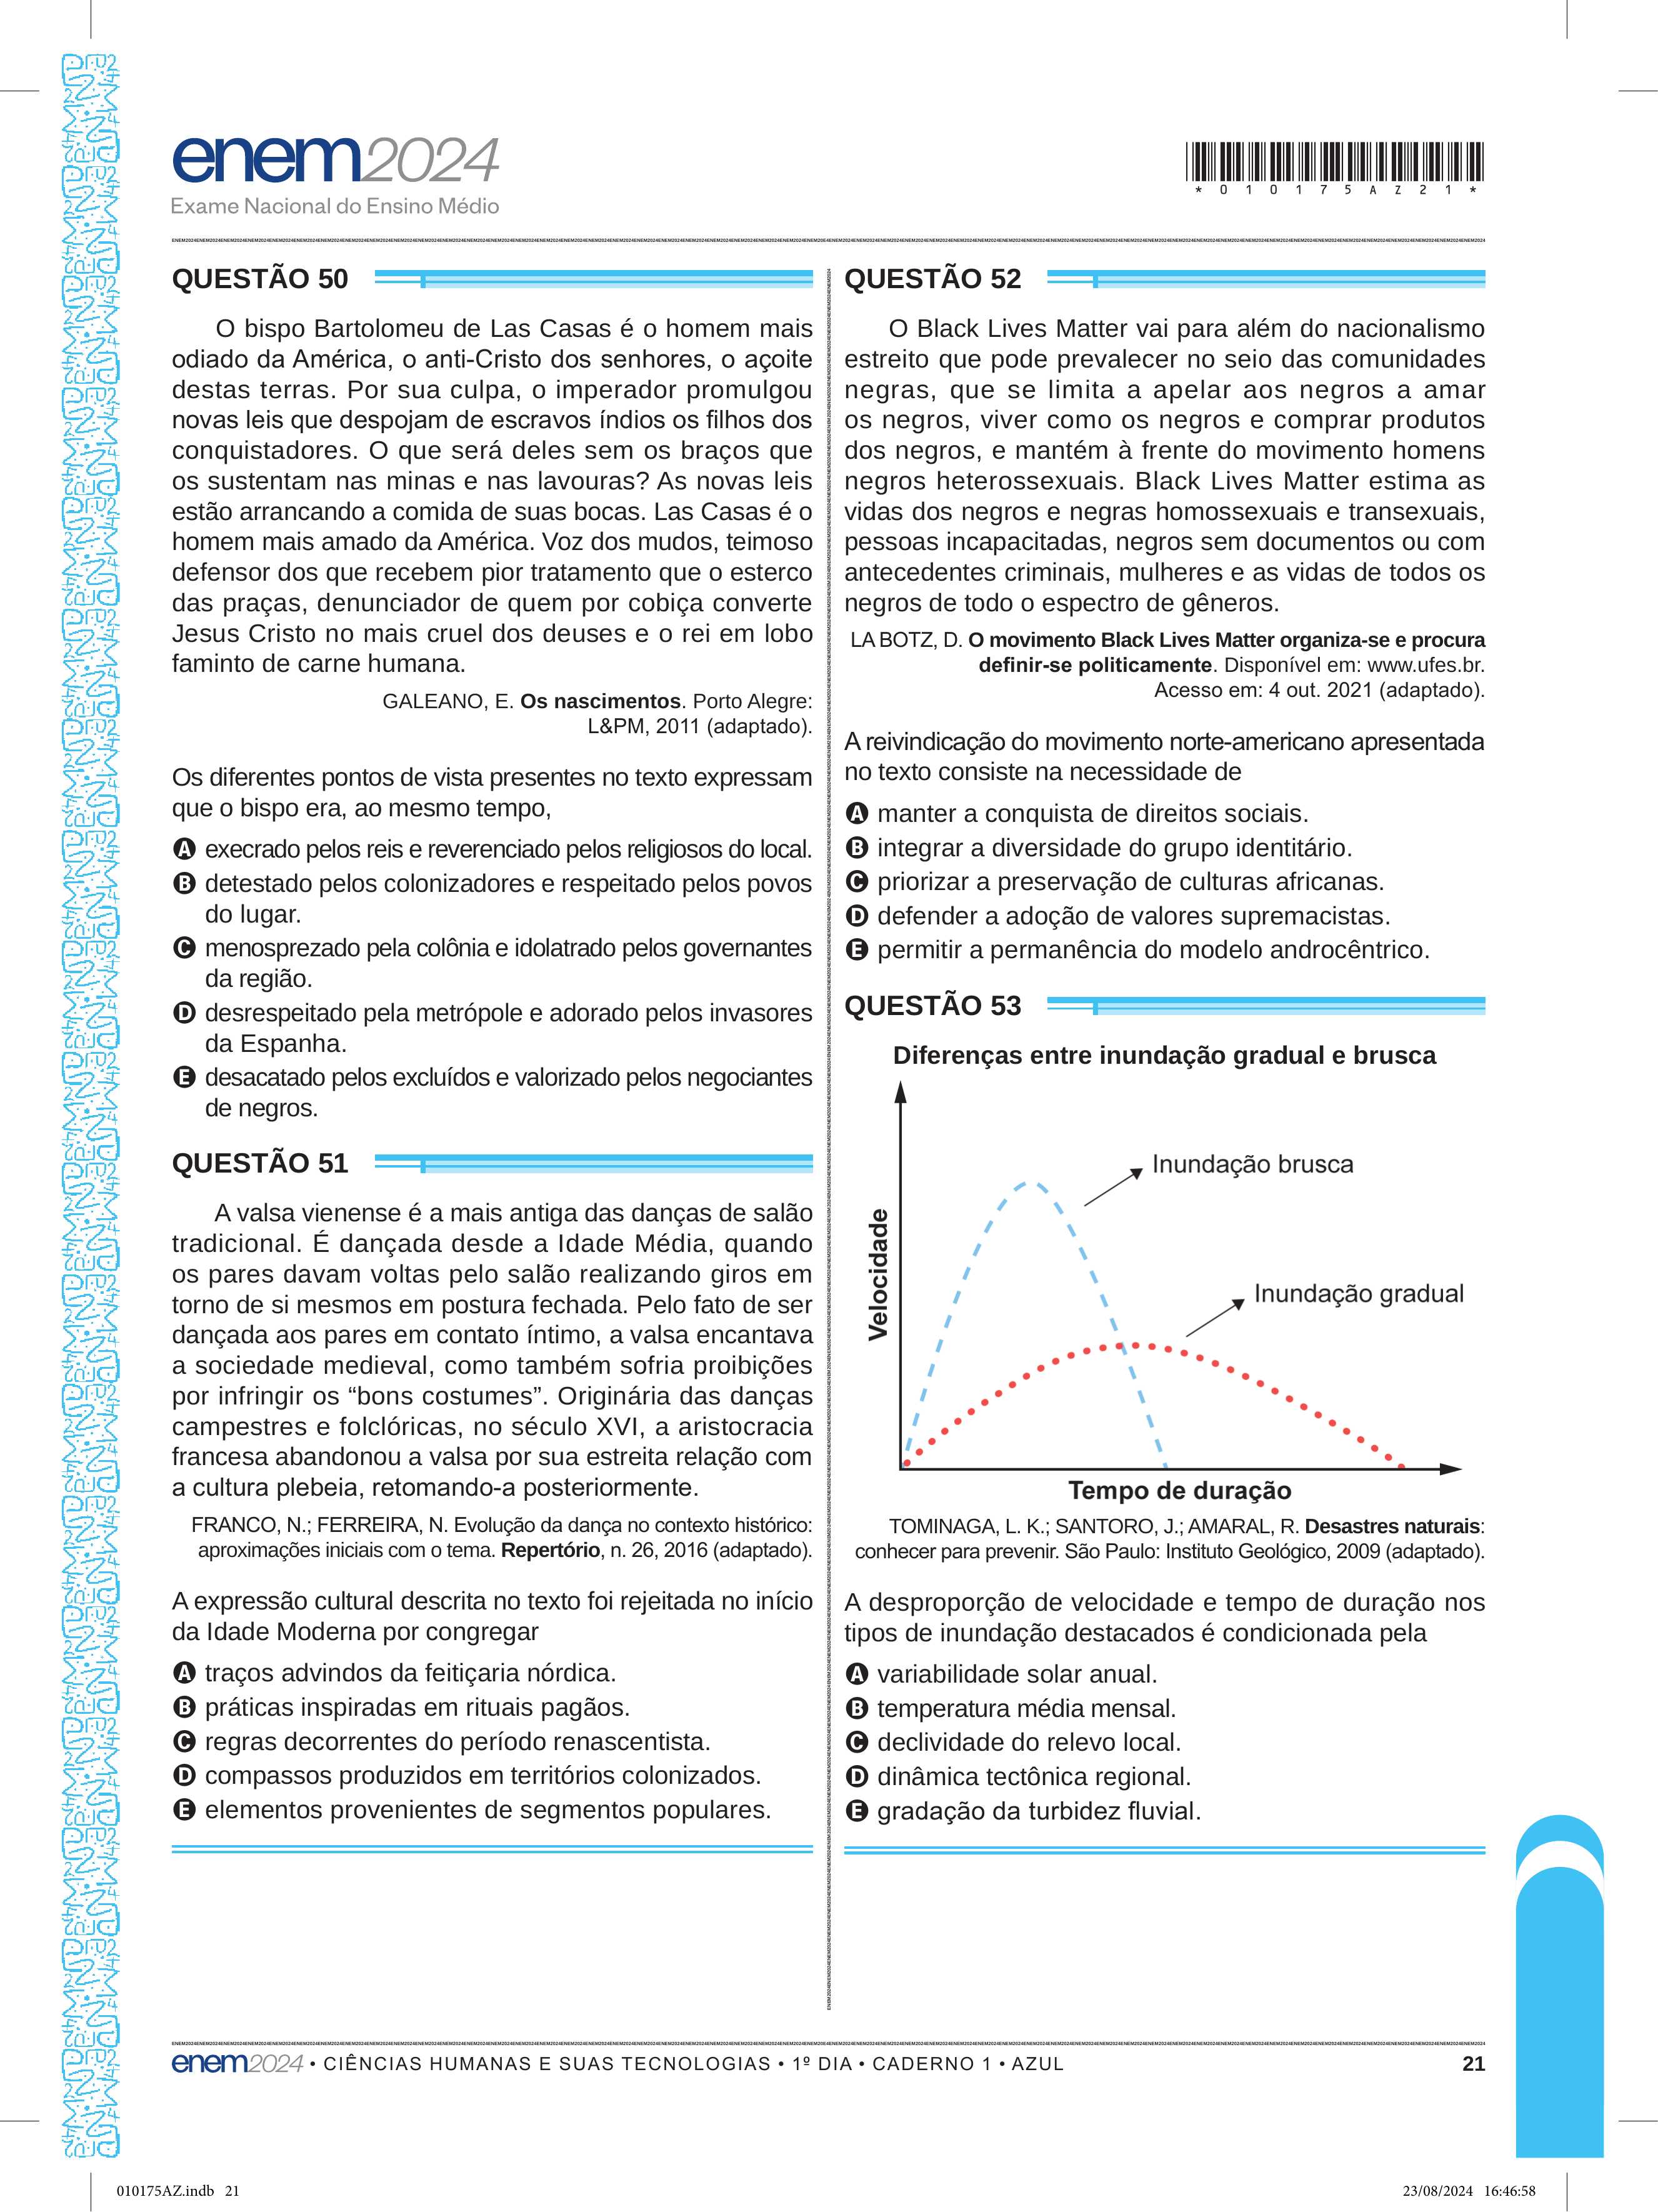 enem2024
Exame Nacional do Ensino Médio
*010175AZ21*
QUESTÃO 50
O bispo Bartolomeu de Las Casas é o homem mais
odiado da América, o anti-Cristo dos senhores, o açoite
destas terras. Por sua culpa, o imperador promulgou
novas leis que despojam de escravos índios os filhos dos
conquistadores. O que será deles sem os braços que
os sustentam nas minas e nas lavouras? As novas leis
estão arrancando a comida de suas bocas. Las Casas é o
homem mais amado da América. Voz dos mudos, teimoso
defensor dos que recebem pior tratamento que o esterco
das praças, denunciador de quem por cobiça converte
Jesus Cristo no mais cruel dos deuses e o rei em lobo
faminto de carne humana.
GALEANO, E. Os nascimentos. Porto Alegre:
L&PM, 2011 (adaptado).
Os diferentes pontos de vista presentes no texto expressam
que o bispo era, ao mesmo tempo,
A execrado pelos reis e reverenciado pelos religiosos do local.
B detestado pelos colonizadores e respeitado pelos povos
do lugar.
C menosprezado pela colônia e idolatrado pelos governantes
da região.
D desrespeitado pela metrópole e adorado pelos invasores
da Espanha.
E desacatado pelos excluídos e valorizado pelos negociantes
de negros.
QUESTÃO 51
A valsa vienense é a mais antiga das danças de salão
tradicional. É dançada desde a Idade Média, quando
os pares davam voltas pelo salão realizando giros em
torno de si mesmos em postura fechada. Pelo fato de ser
dançada aos pares em contato íntimo, a valsa encantava
a sociedade medieval, como também sofria proibições
por infringir os “bons costumes”. Originária das danças
campestres e folclóricas, no século XVI, a aristocracia
francesa abandonou a valsa por sua estreita relação com
a cultura plebeia, retomando-a posteriormente.
FRANCO, N.; FERREIRA, N. Evolução da dança no contexto histórico:
aproximações iniciais com o tema. Repertório, n. 26, 2016 (adaptado).
A expressão cultural descrita no texto foi rejeitada no início
da Idade Moderna por congregar
A traços advindos da feitiçaria nórdica.
B práticas inspiradas em rituais pagãos.
C regras decorrentes do período renascentista.
D compassos produzidos em territórios colonizados.
E elementos provenientes de segmentos populares.
QUESTÃO 52
O Black Lives Matter vai para além do nacionalismo
estreito que pode prevalecer no seio das comunidades
negras, que se limita a apelar aos negros a amar
os negros, viver como os negros e comprar produtos
dos negros, e mantém à frente do movimento homens
negros heterossexuais. Black Lives Matter estima as
vidas dos negros e negras homossexuais e transexuais,
pessoas incapacitadas, negros sem documentos ou com
antecedentes criminais, mulheres e as vidas de todos os
negros de todo o espectro de gêneros.
LA BOTZ, D. O movimento Black Lives Matter organiza-se e procura
definir-se politicamente. Disponível em: www.ufes.br.
Acesso em: 4 out. 2021 (adaptado).
A reivindicação do movimento norte-americano apresentada
no texto consiste na necessidade de
A manter a conquista de direitos sociais.
B integrar a diversidade do grupo identitário.
C priorizar a preservação de culturas africanas.
D defender a adoção de valores supremacistas.
E permitir a permanência do modelo androcêntrico.
QUESTÃO 53
Diferenças entre inundação gradual e brusca
Inundação brusca
Inundação gradual
Velocidade
Tempo de duração
TOMINAGA, L. K.; SANTORO, J.; AMARAL, R. Desastres naturais:
conhecer para prevenir. São Paulo: Instituto Geológico, 2009 (adaptado).
A desproporção de velocidade e tempo de duração nos
tipos de inundação destacados é condicionada pela
A variabilidade solar anual.
B temperatura média mensal.
C declividade do relevo local.
D dinâmica tectônica regional.
E gradação da turbidez fluvial.
enem2024 • CIÊNCIAS HUMANAS E SUAS TECNOLOGIAS • 1º DIA • CADERNO 1 • AZUL
21
010175AZ.indb 21
23/08/2024 16:46:58